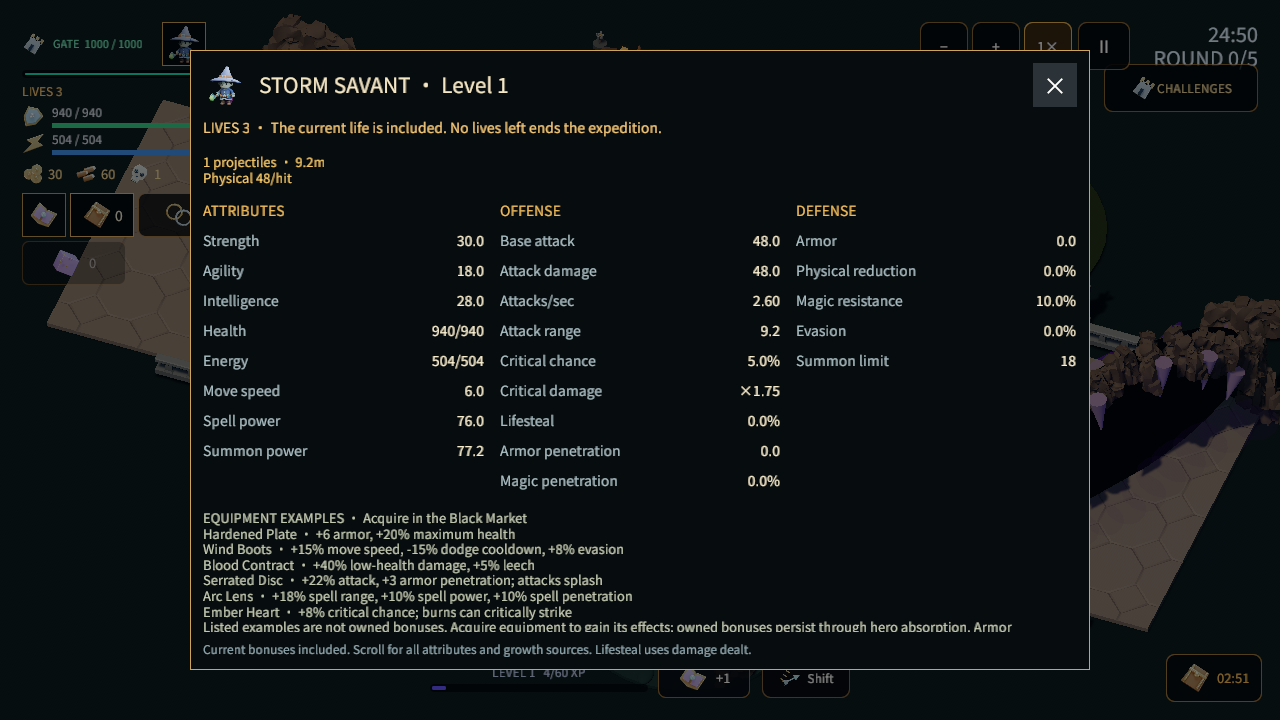 GATE 1000 / 1000
− + 1× II
24:50
ROUND 0/5
CHALLENGES
LIVES 3
940 / 940
504 / 504
30 60 1
0
0
STORM SAVANT • Level 1
LIVES 3 • The current life is included. No lives left ends the expedition.
1 projectiles • 9.2m
Physical 48/hit
ATTRIBUTES
Strength 30.0
Agility 18.0
Intelligence 28.0
Health 940/940
Energy 504/504
Move speed 6.0
Spell power 76.0
Summon power 77.2
OFFENSE
Base attack 48.0
Attack damage 48.0
Attacks/sec 2.60
Attack range 9.2
Critical chance 5.0%
Critical damage ×1.75
Lifesteal 0.0%
Armor penetration 0.0
Magic penetration 0.0%
DEFENSE
Armor 0.0
Physical reduction 0.0%
Magic resistance 10.0%
Evasion 0.0%
Summon limit 18
EQUIPMENT EXAMPLES • Acquire in the Black Market
Hardened Plate • +6 armor, +20% maximum health
Wind Boots • +15% move speed, -15% dodge cooldown, +8% evasion
Blood Contract • +40% low-health damage, +5% leech
Serrated Disc • +22% attack, +3 armor penetration; attacks splash
Arc Lens • +18% spell range, +10% spell power, +10% spell penetration
Ember Heart • +8% critical chance; burns can critically strike
Listed examples are not owned bonuses. Acquire equipment to gain its effects; owned bonuses persist through hero absorption. Armor
Current bonuses included. Scroll for all attributes and growth sources. Lifesteal uses damage dealt.
LEVEL 1 4/60 XP
+1
Shift
02:51